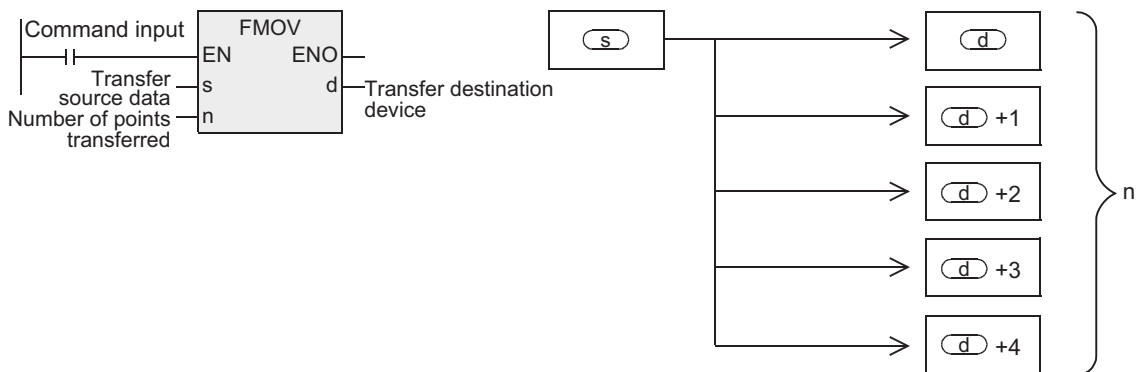 Command input
FMOV
EN ENO
Transfer source data
s d
Transfer destination device
Number of points transferred
n
s
d
d +1
d +2
d +3
d +4
n